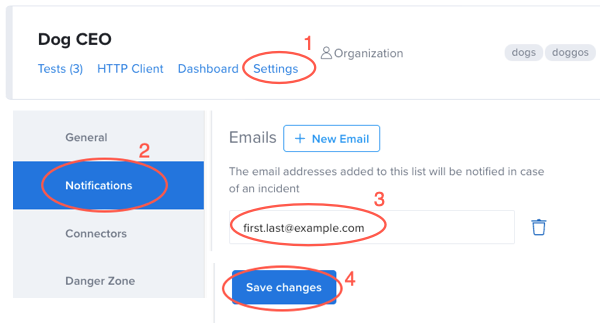 Dog CEO
1
Organization
dogs
doggos
Tests (3)
HTTP Client
Dashboard
Settings
General
2
Notifications
Connectors
Danger Zone
Emails
+ New Email
The email addresses added to this list will be notified in case
of an incident
3
first.last@example.com
4
Save changes